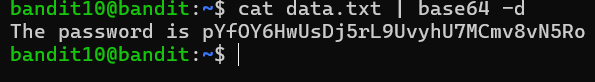 bandit10@bandit:~$ cat data.txt | base64 -d
The password is pYfOY6HwUsDj5rL9UvyhU7MCmv8vN5Ro
bandit10@bandit:~$